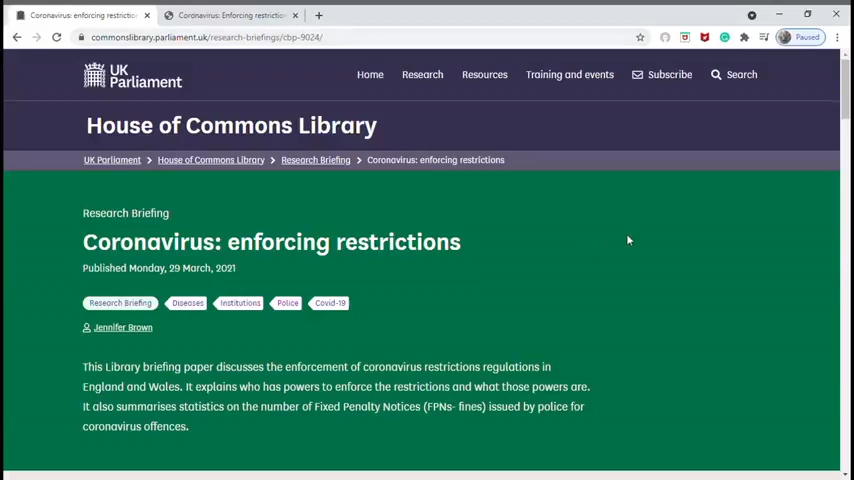 Coronavirus: enforcing restrictio
Coronavirus: Enforcing restriction
commonslibrary.parliament.uk/research-briefings/cbp-9024/
Paused
UK
Parliament
Home
Research
Resources
Training and events
Subscribe
Search
House of Commons Library
UK Parliament
House of Commons Library
Research Briefing
Coronavirus: enforcing restrictions
Research Briefing
Coronavirus: enforcing restrictions
Published Monday, 29 March, 2021
Research Briefing
Diseases
Institutions
Police
Covid-19
Jennifer Brown
This Library briefing paper discusses the enforcement of coronavirus restrictions regulations in
England and Wales. It explains who has powers to enforce the restrictions and what those powers are.
It also summarises statistics on the number of Fixed Penalty Notices (FPNs- fines) issued by police for
coronavirus offences.